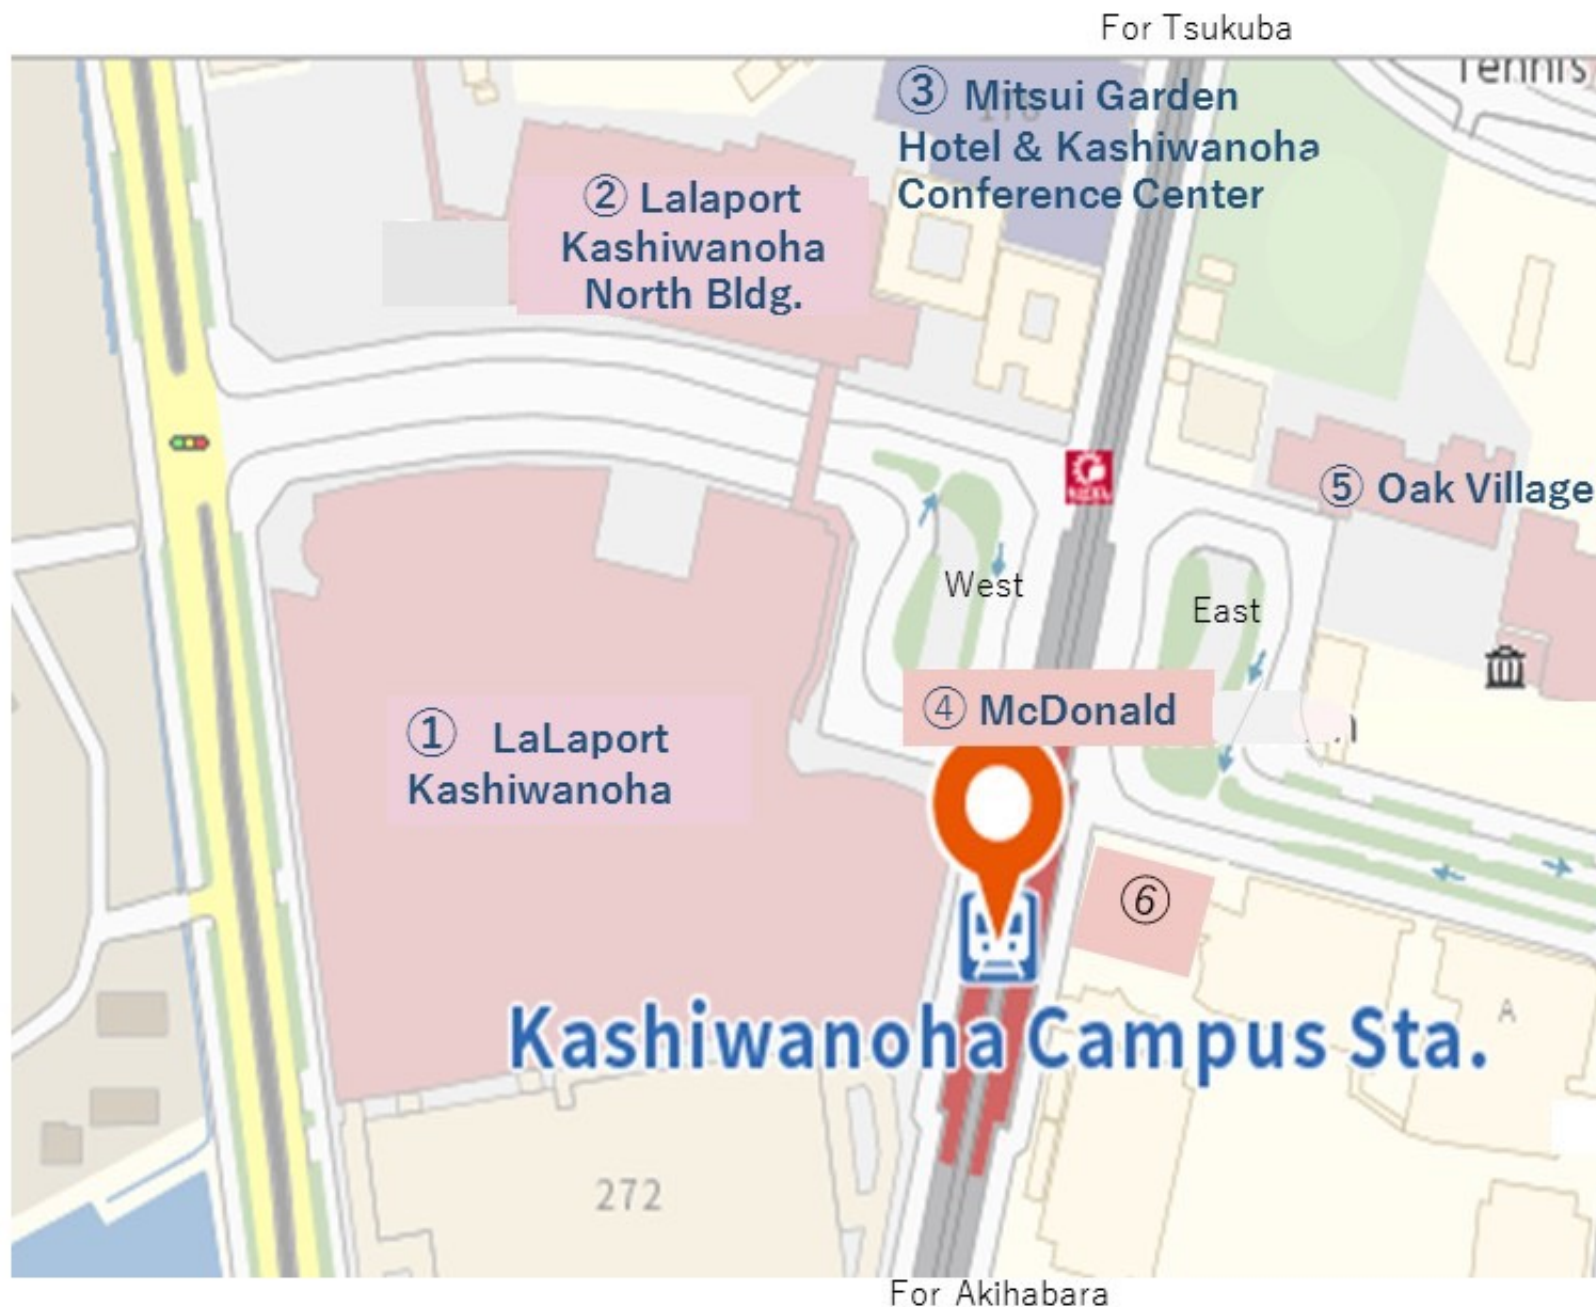 For Tsukuba
Tennis
③ Mitsui Garden
Hotel & Kashiwanoha
Conference Center
② Lalaport
Kashiwanoha
North Bldg.
⑤ Oak Village
West
East
④ McDonald
① LaLaport
Kashiwanoha
⑥
Kashiwanoha Campus Sta.
A
272
For Akihabara